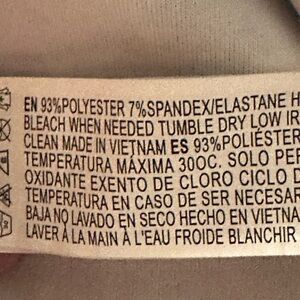 EN 93%POLYESTER 7%SPANDEX/ELASTANE H
BLEACH WHEN NEEDED TUMBLE DRY LOW IR
CLEAN MADE IN VIETNAM ES 93%POLIÉSTE
TEMPERATURA MÁXIMA 30OC. SOLO PER
OXIDANTE EXENTO DE CLORO CICLO D
TEMPERATURA EN CASO DE SER NECESAR
BAJA NO LAVADO EN SECO HECHO EN VIETNA
LAVER À LA MAIN À L'EAU FROIDE BLANCHIR